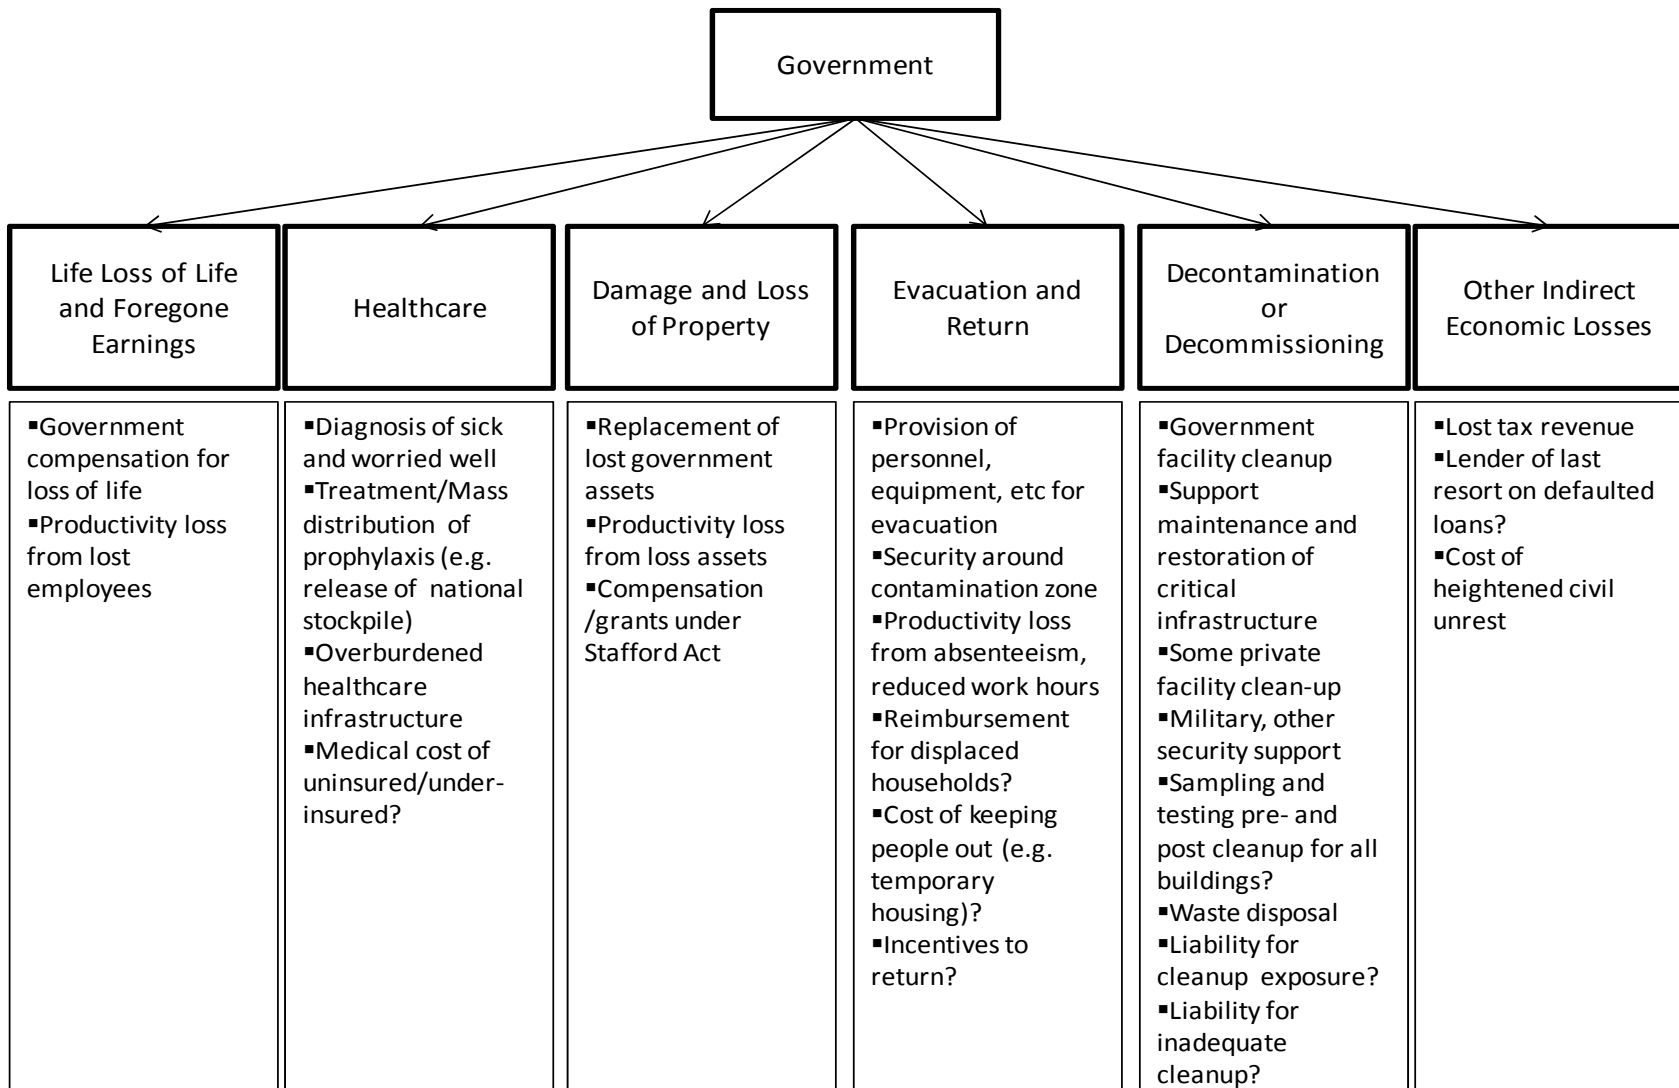 Government
Life Loss of Life
and Foregone
Earnings
Healthcare
Damage and Loss
of Property
Evacuation and
Return
Decontamination
or
Decommissioning
Other Indirect
Economic Losses
▪Government
compensation for
loss of life
▪Productivity loss
from lost
employees
▪Diagnosis of sick
and worried well
▪Treatment/Mass
distribution of
prophylaxis (e.g.
release of national
stockpile)
▪Overburdened
healthcare
infrastructure
▪Medical cost of
uninsured/under-
insured?
▪Replacement of
lost government
assets
▪Productivity loss
from loss assets
▪Compensation
/grants under
Stafford Act
▪Provision of
personnel,
equipment, etc for
evacuation
▪Security around
contamination zone
▪Productivity loss
from absenteeism,
reduced work hours
▪Reimbursement
for displaced
households?
▪Cost of keeping
people out (e.g.
temporary
housing)?
▪Incentives to
return?
▪Government
facility cleanup
▪Support
maintenance and
restoration of
critical
infrastructure
▪Some private
facility clean-up
▪Military, other
security support
▪Sampling and
testing pre- and
post cleanup for all
buildings?
▪Waste disposal
▪Liability for
cleanup exposure?
▪Liability for
inadequate
cleanup?
▪Lost tax revenue
▪Lender of last
resort on defaulted
loans?
▪Cost of
heightened civil
unrest